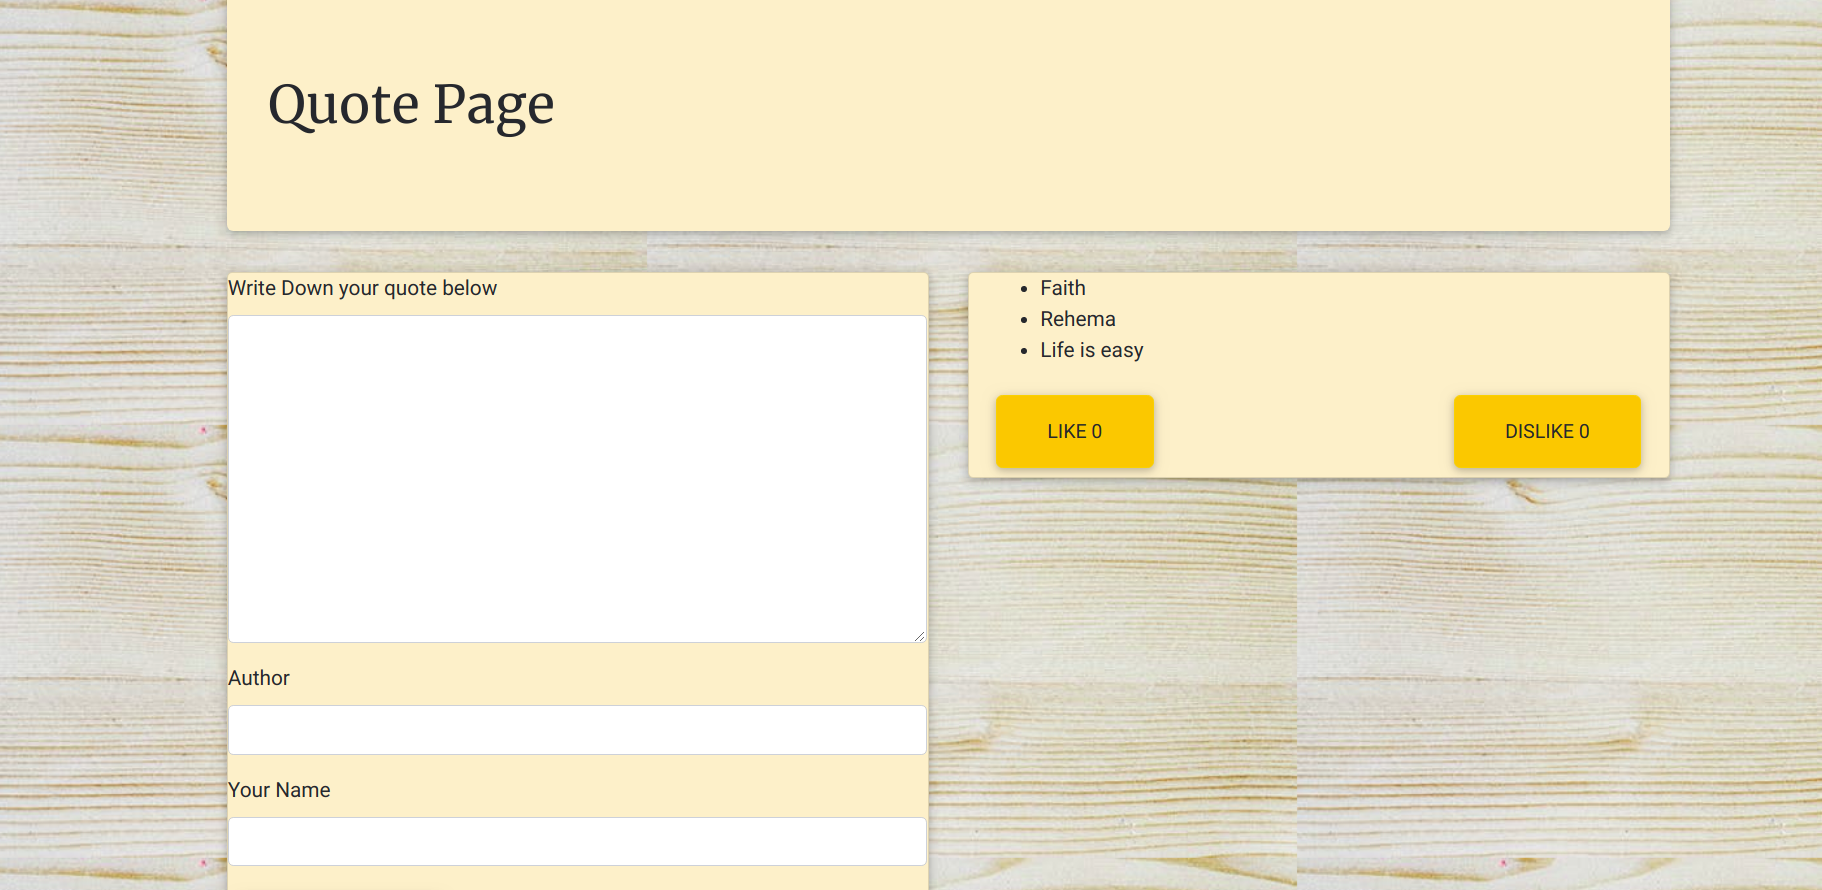 Quote Page
Write Down your quote below
Author
Your Name
Faith
Rehema
Life is easy
LIKE 0
DISLIKE 0